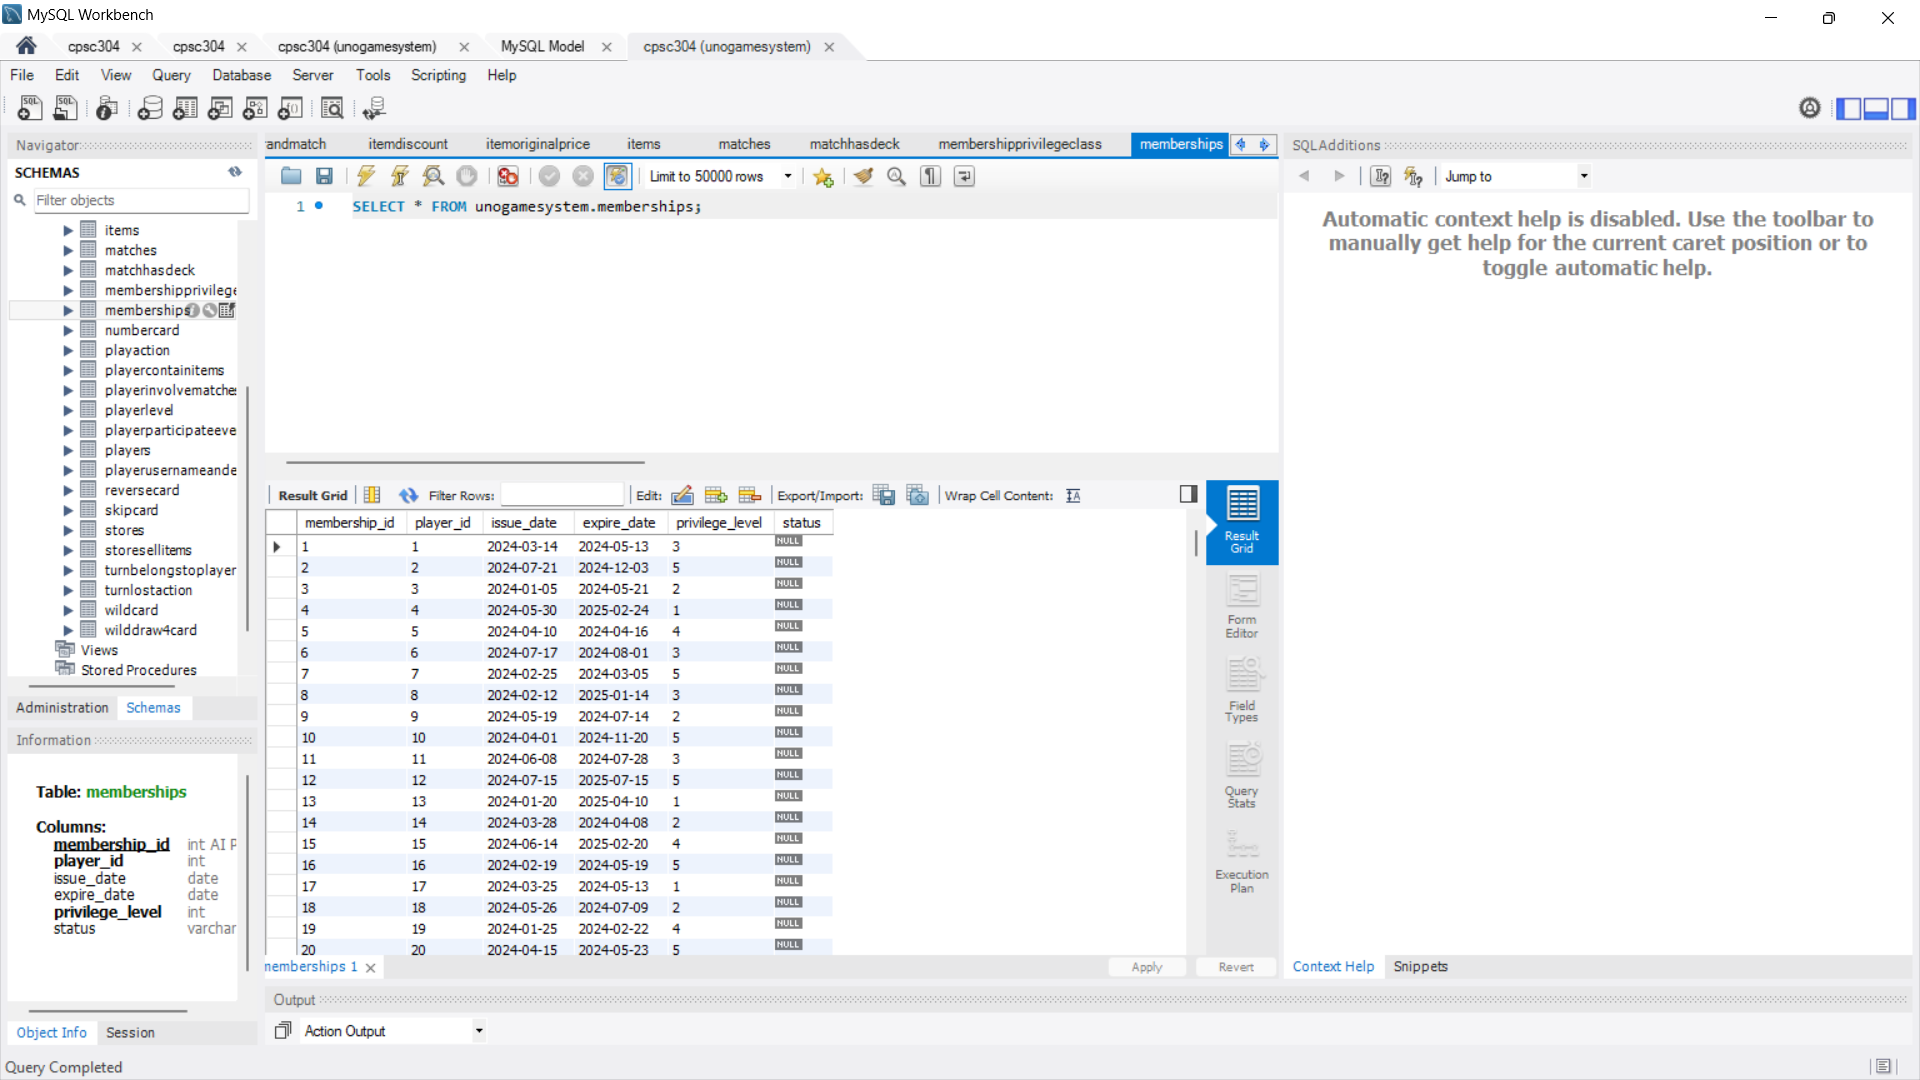 MySQL Workbench
cpsc304
cpsc304
cpsc304 (unogamesystem)
MySQL Model
cpsc304 (unogamesystem)
File Edit View Query Database Server Tools Scripting Help
Navigator
SCHEMAS
Filter objects
items
matches
matchhasdeck
membershipprivilege
memberships
numbercard
playaction
playercontainitems
playerinvolvematche
playerlevel
playerparticipateeve
players
playerusernameande
reversecard
skipcard
stores
storesellitems
turnbelongstoplayer
turnlostaction
wildcard
wilddraw4card
Views
Stored Procedures
Administration Schemas
Information
Table: memberships
Columns:
membership_id int AI P
player_id int
issue_date date
expire_date date
privilege_level int
status varchar
Object Info Session
Query Completed
andmatch itemdiscount itemoriginalprice items matches matchhasdeck membershipprivilegeclass memberships
Limit to 50000 rows
1 SELECT * FROM unogamesystem.memberships;
Result Grid Filter Rows: Edit: Export/Import: Wrap Cell Content:
membership_id player_id issue_date expire_date privilege_level status
1 1 2024-03-14 2024-05-13 3 NULL
2 2 2024-07-21 2024-12-03 5 NULL
3 3 2024-01-05 2024-05-21 2 NULL
4 4 2024-05-30 2025-02-24 1 NULL
5 5 2024-04-10 2024-04-16 4 NULL
6 6 2024-07-17 2024-08-01 3 NULL
7 7 2024-02-25 2024-03-05 5 NULL
8 8 2024-02-12 2025-01-14 3 NULL
9 9 2024-05-19 2024-07-14 2 NULL
10 10 2024-04-01 2024-11-20 5 NULL
11 11 2024-06-08 2024-07-28 3 NULL
12 12 2024-07-15 2025-07-15 5 NULL
13 13 2024-01-20 2025-04-10 1 NULL
14 14 2024-03-28 2024-04-08 2 NULL
15 15 2024-06-14 2025-02-20 4 NULL
16 16 2024-02-19 2024-05-19 5 NULL
17 17 2024-03-25 2024-05-13 1 NULL
18 18 2024-05-26 2024-07-09 2 NULL
19 19 2024-01-25 2024-02-22 4 NULL
20 20 2024-04-15 2024-05-23 5 NULL
Result
Grid
Form
Editor
Field
Types
Query
Stats
Execution
Plan
memberships 1
Apply Revert
Output
Action Output
SQLAdditions
Jump to
Automatic context help is disabled. Use the toolbar to
manually get help for the current caret position or to
toggle automatic help.
Context Help Snippets